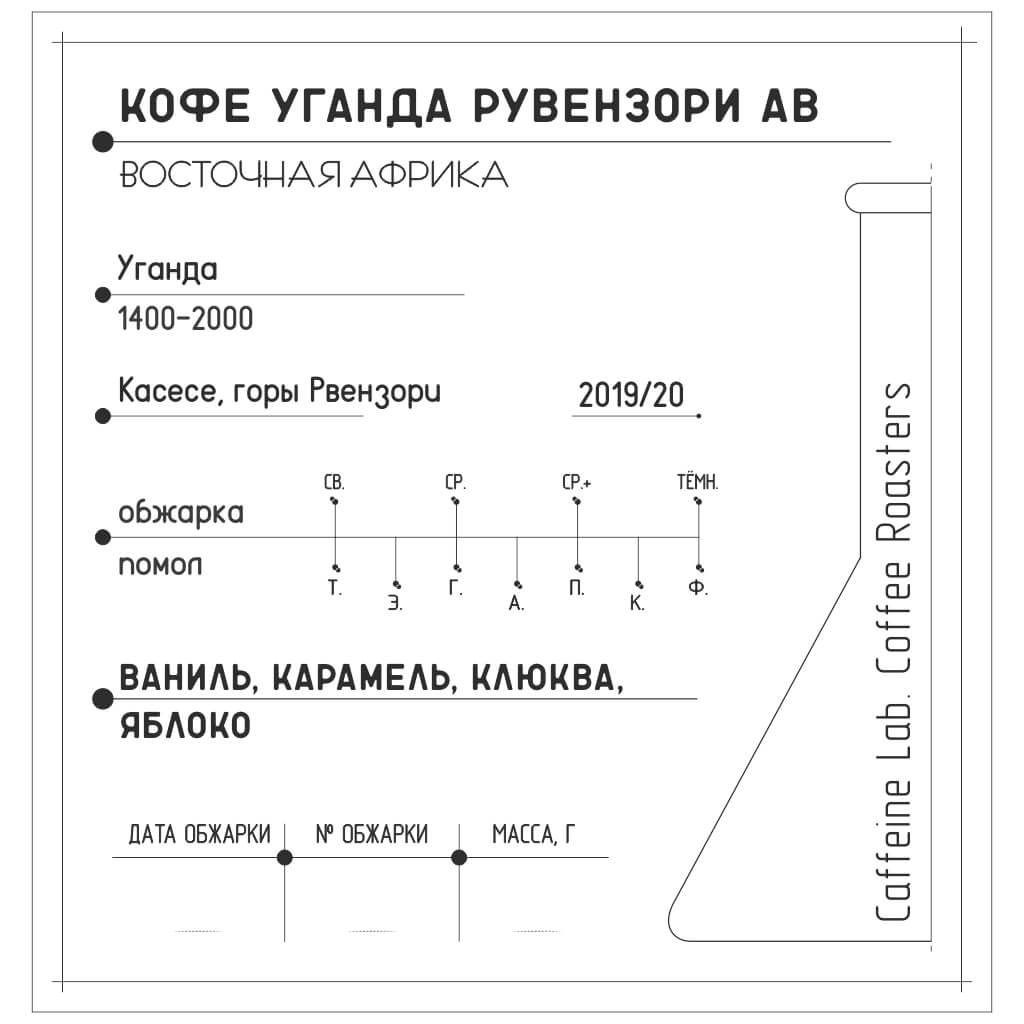 КОФЕ УГАНДА РУВЕНЗОРИ АВ
ВОСТОЧНАЯ АФРИКА
Уганда
1400-2000
Касесе, горы Рвензори
2019/20
СВ. СР. СР.+ ТЁМН.
обжарка
помол
Т. Э. Г. А. П. К. Ф.
ВАНИЛЬ, КАРАМЕЛЬ, КЛЮКВА,
ЯБЛОКО
ДАТА ОБЖАРКИ № ОБЖАРКИ МАССА, Г
Caffeine Lab. Coffee Roasters